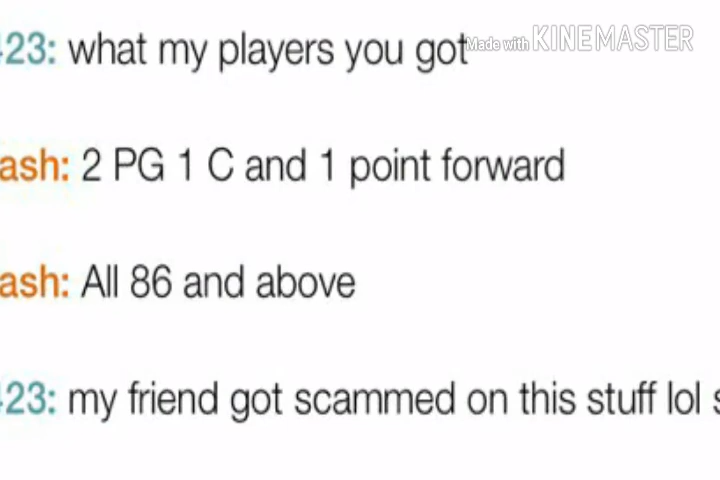 23: what my players you got
Made with KINEMASTER
ash: 2 PG 1 C and 1 point forward
ash: All 86 and above
23: my friend got scammed on this stuff lol s